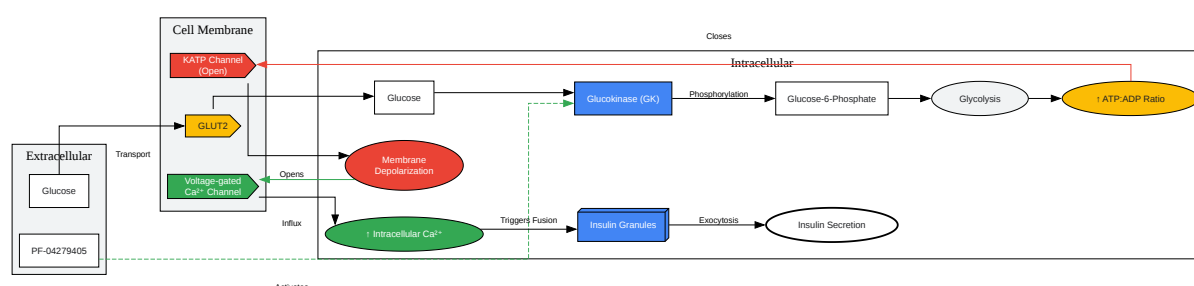 Cell Membrane
Closes
KATP Channel
(Open)
Intracellular
Glucose
Glucokinase (GK)
Phosphorylation
Glucose-6-Phosphate
Glycolysis
↑ ATP:ADP Ratio
GLUT2
Extracellular
Transport
Membrane
Depolarization
Glucose
Voltage-gated
Ca²⁺ Channel
Opens
Influx
↑ Intracellular Ca²⁺
Triggers Fusion
Insulin Granules
Exocytosis
Insulin Secretion
PF-04279405
Activates